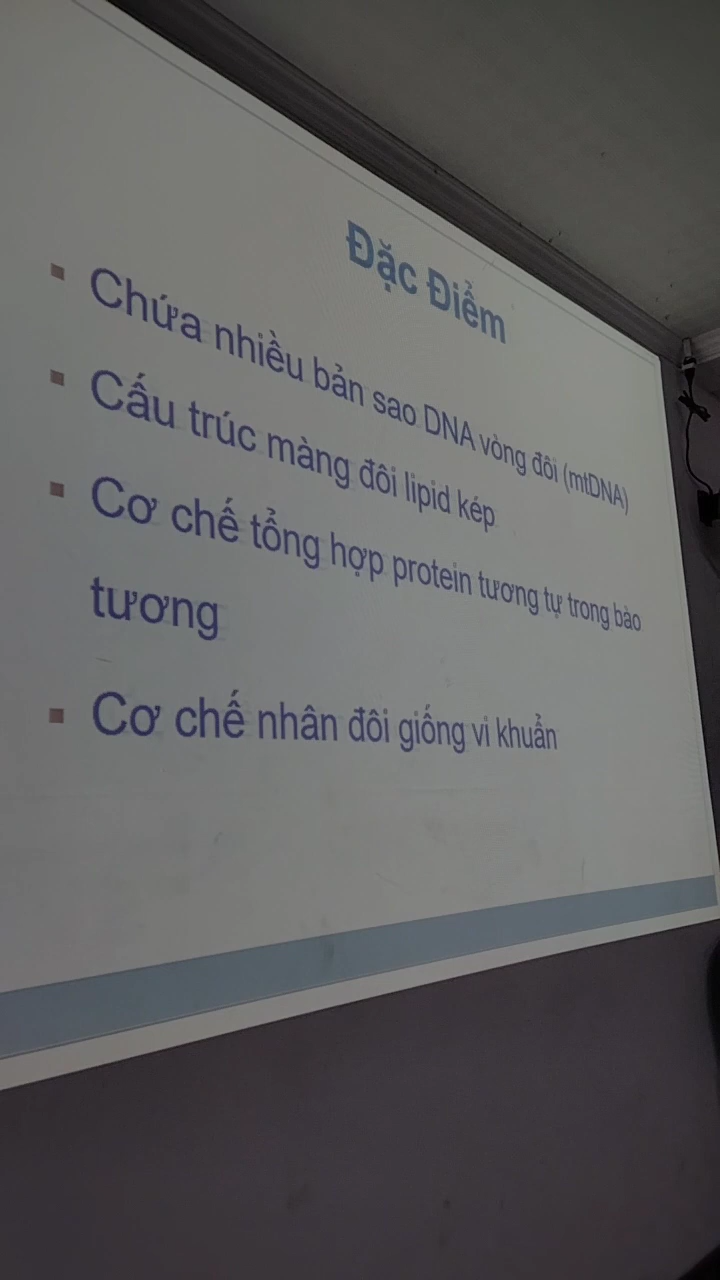 Đặc Điểm
▪ Chứa nhiều bản sao DNA vòng đôi (mtDNA)
▪ Cấu trúc màng đôi lipid kép
▪ Cơ chế tổng hợp protein tương tự trong bào
tương
▪ Cơ chế nhân đôi giống vi khuẩn